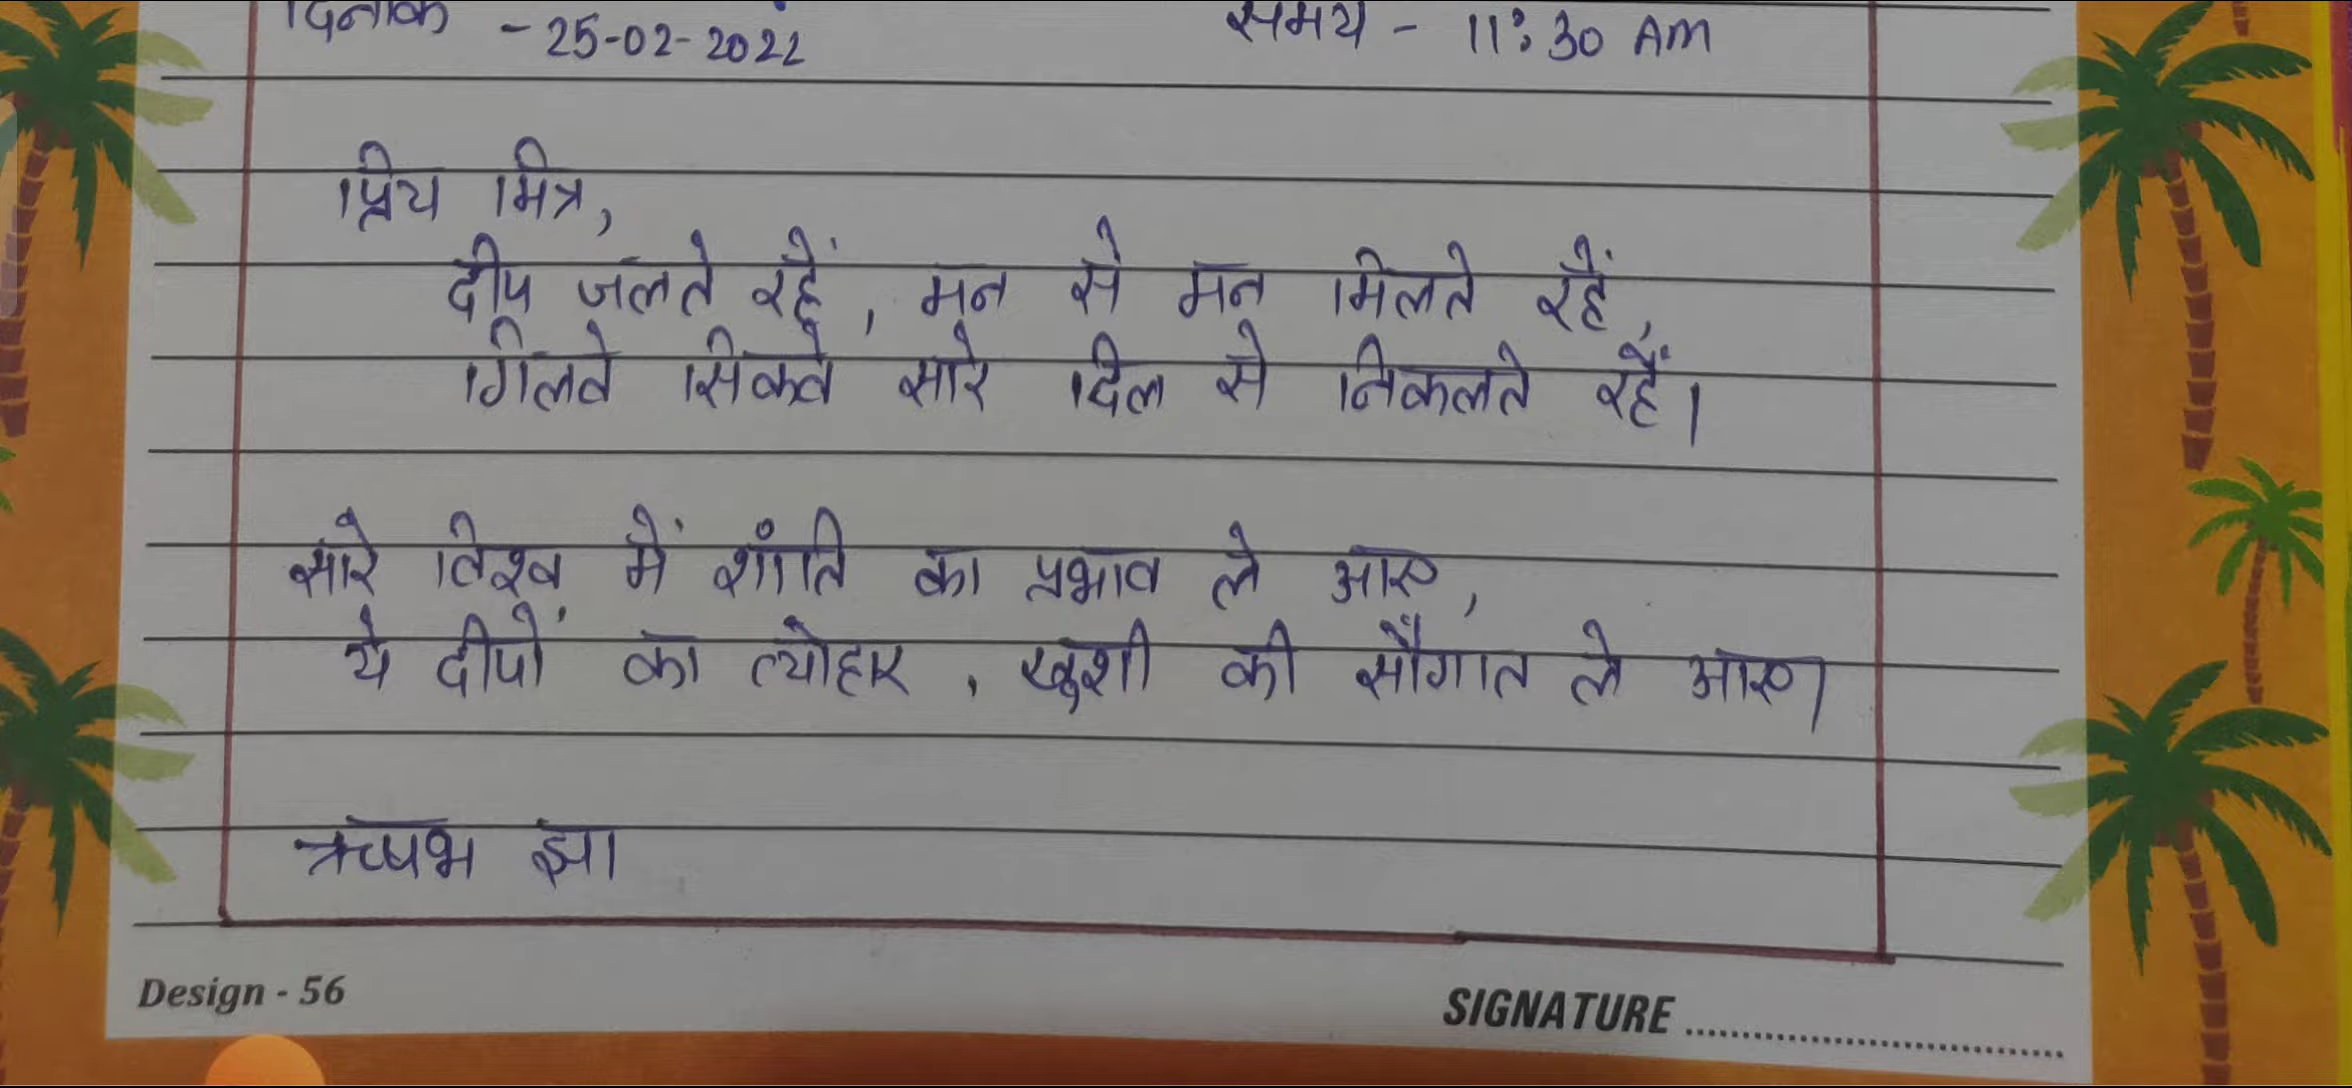 दिनांक - 25-02-2022 समय - 11:30 AM
प्रिय मित्र,
दीप जलते रहें, मन से मन मिलते रहें,
गिलवे सिकवे सारे दिल से निकलते रहें।
सारे विश्व में शांति का प्रभाव ले आए,
ये दीपों का त्योहार, खुशी की सौगात ले आए।
ऋषभ झा
Design - 56
SIGNATURE ........................................